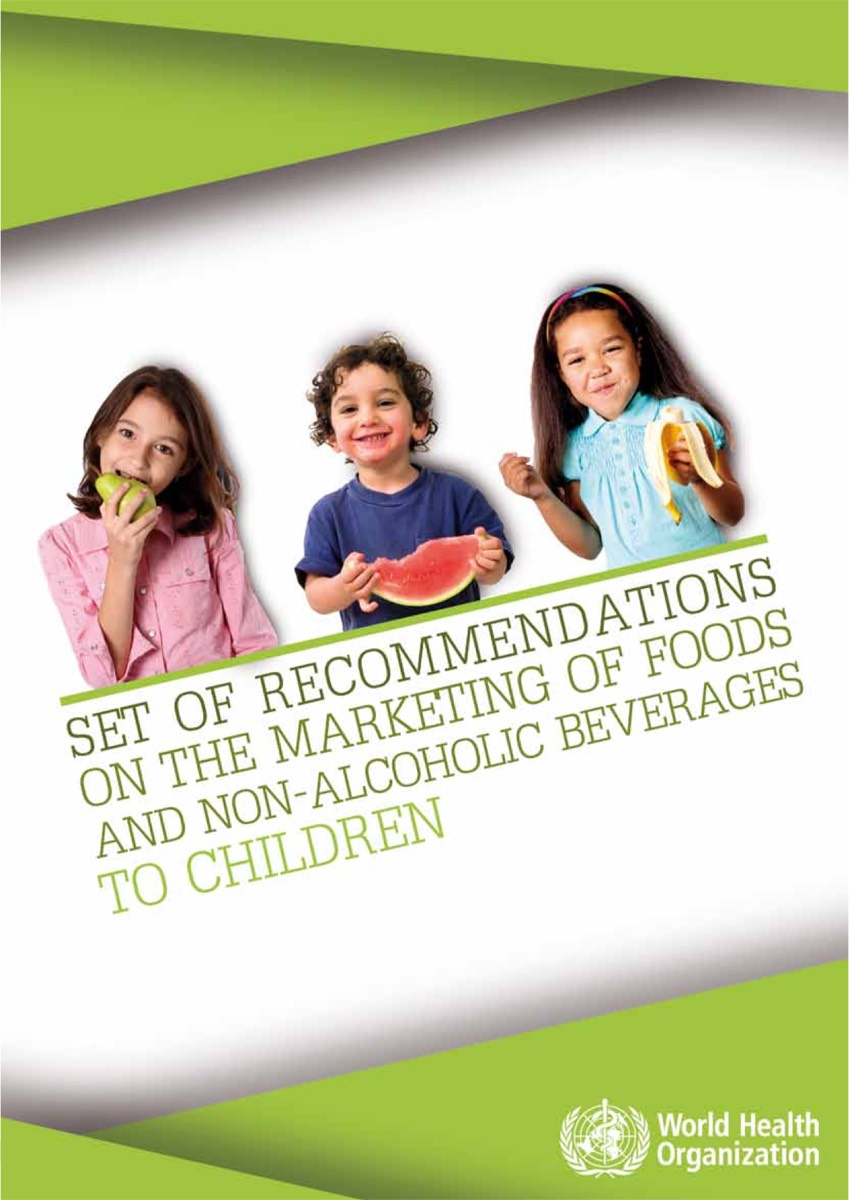 SET OF RECOMMENDATIONS
ON THE MARKETING OF FOODS
AND NON-ALCOHOLIC BEVERAGES
TO CHILDREN
World Health
Organization